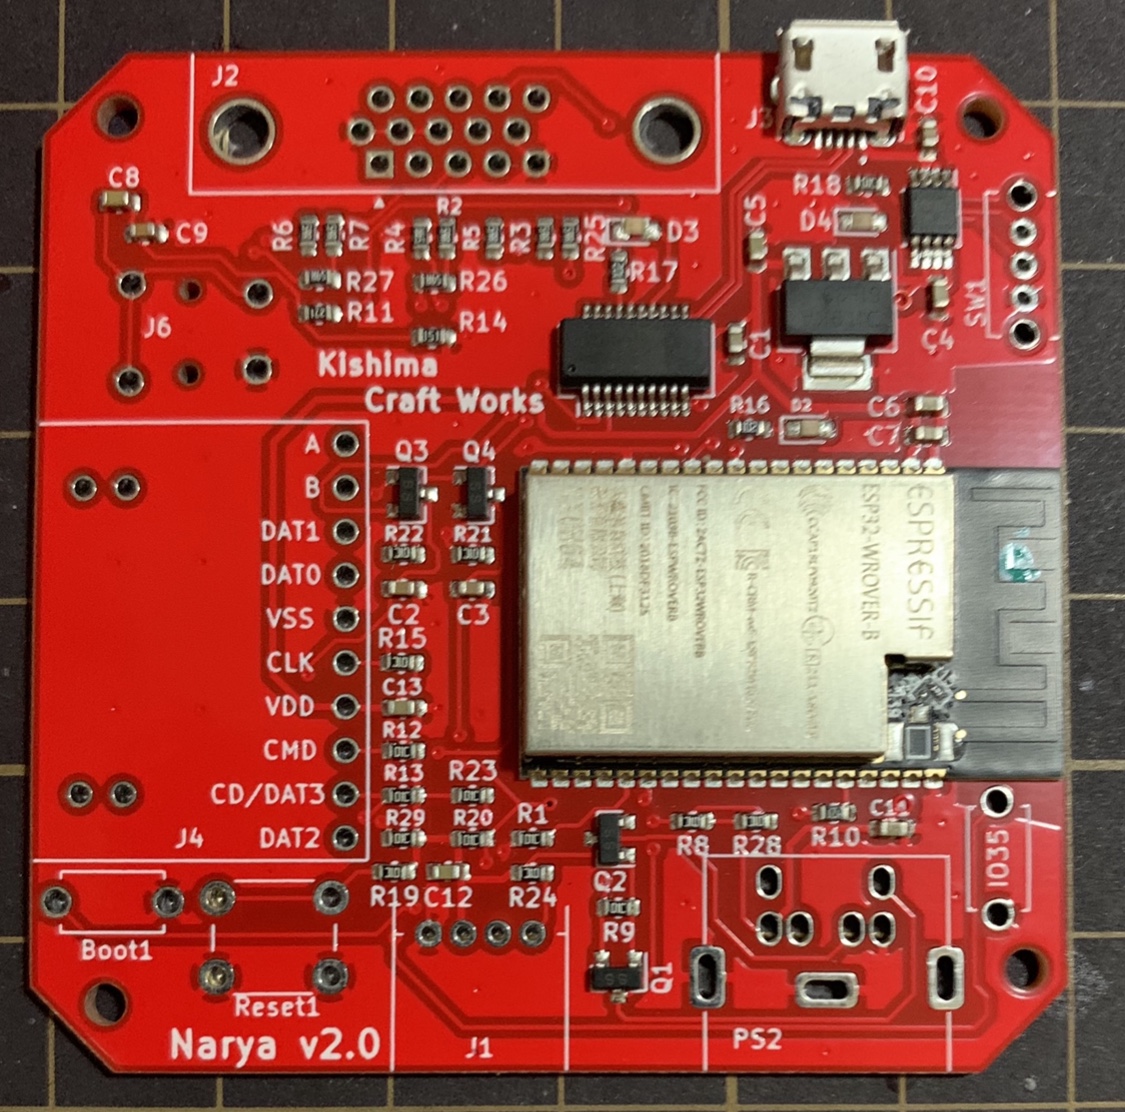 J2
J3
C10
C8
C9
R6
R7
R4
R2
R5
R3
R25
D3
C5
R18
D4
SW1
R27
R26
R17
J6
R11
R14
C1
C4
Kishima
Craft Works
R16
D2
C6
C7
A
B
DAT1
DAT0
VSS
CLK
VDD
CMD
CD/DAT3
DAT2
J4
Q3
Q4
R22
R21
C2
C3
R15
C13
R12
R13
R23
R29
R20
R1
R19
C12
R24
ESPRESSIF
ESP32-WROVER-B
R8
R28
R10
C11
IO35
Q2
R9
Q1
Boot1
Reset1
Narya v2.0
J1
PS2